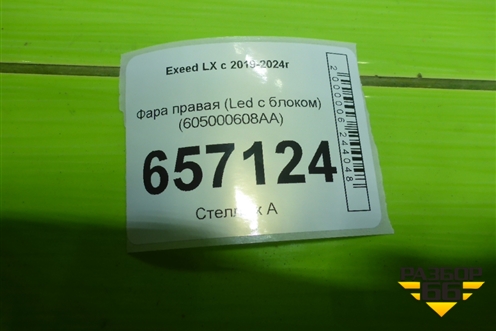 Exeed LX с 2019-2024г
Фара правая (Led с блоком)
(605000608AA)
657124
Стеллаж А
2000006244048
РАЗБОР
66